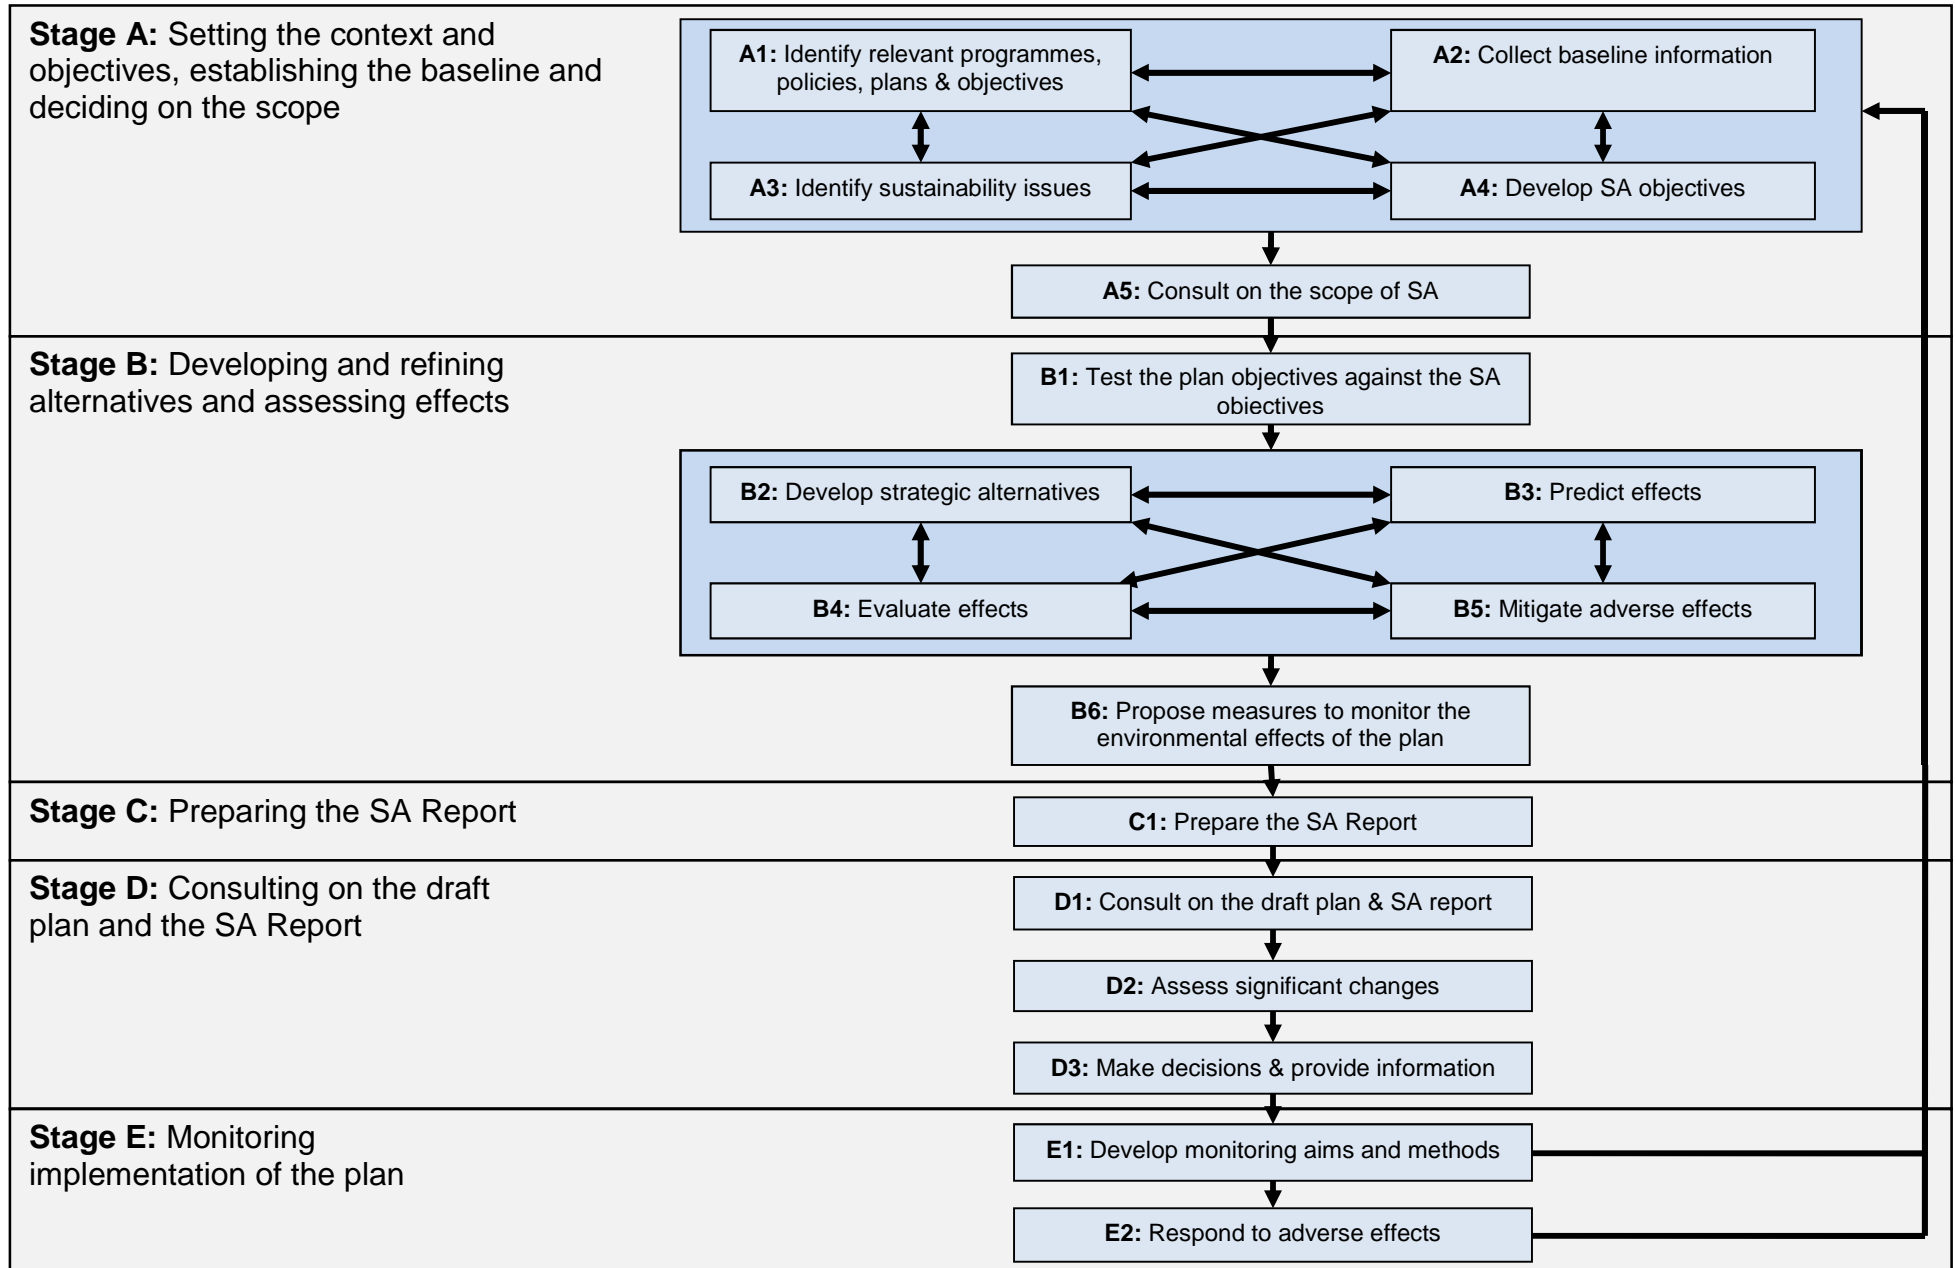 Stage A: Setting the context and
objectives, establishing the baseline and
deciding on the scope
A1: Identify relevant programmes,
policies, plans & objectives
A2: Collect baseline information
A3: Identify sustainability issues
A4: Develop SA objectives
A5: Consult on the scope of SA
Stage B: Developing and refining
alternatives and assessing effects
B1: Test the plan objectives against the SA
objectives
B2: Develop strategic alternatives
B3: Predict effects
B4: Evaluate effects
B5: Mitigate adverse effects
B6: Propose measures to monitor the
environmental effects of the plan
Stage C: Preparing the SA Report
C1: Prepare the SA Report
Stage D: Consulting on the draft
plan and the SA Report
D1: Consult on the draft plan & SA report
D2: Assess significant changes
D3: Make decisions & provide information
Stage E: Monitoring
implementation of the plan
E1: Develop monitoring aims and methods
E2: Respond to adverse effects